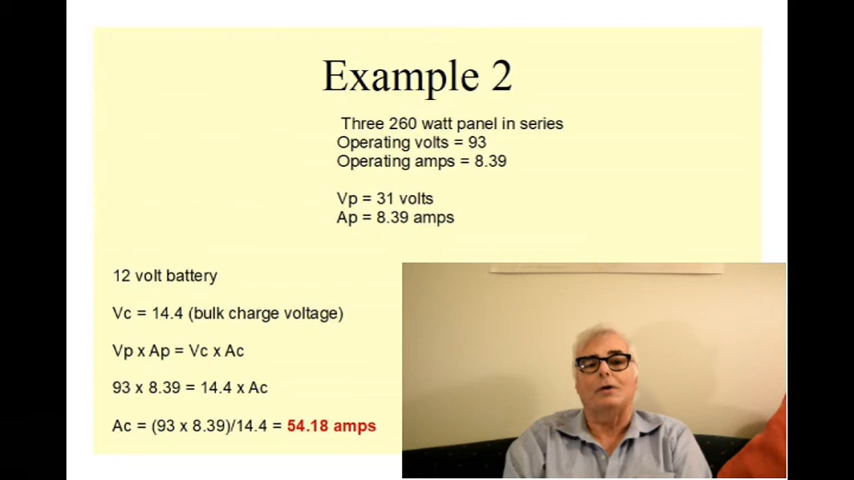 Example 2
Three 260 watt panel in series
Operating volts = 93
Operating amps = 8.39
Vp = 31 volts
Ap = 8.39 amps
12 volt battery
Vc = 14.4 (bulk charge voltage)
Vp x Ap = Vc x Ac
93 x 8.39 = 14.4 x Ac
Ac = (93 x 8.39)/14.4 = 54.18 amps